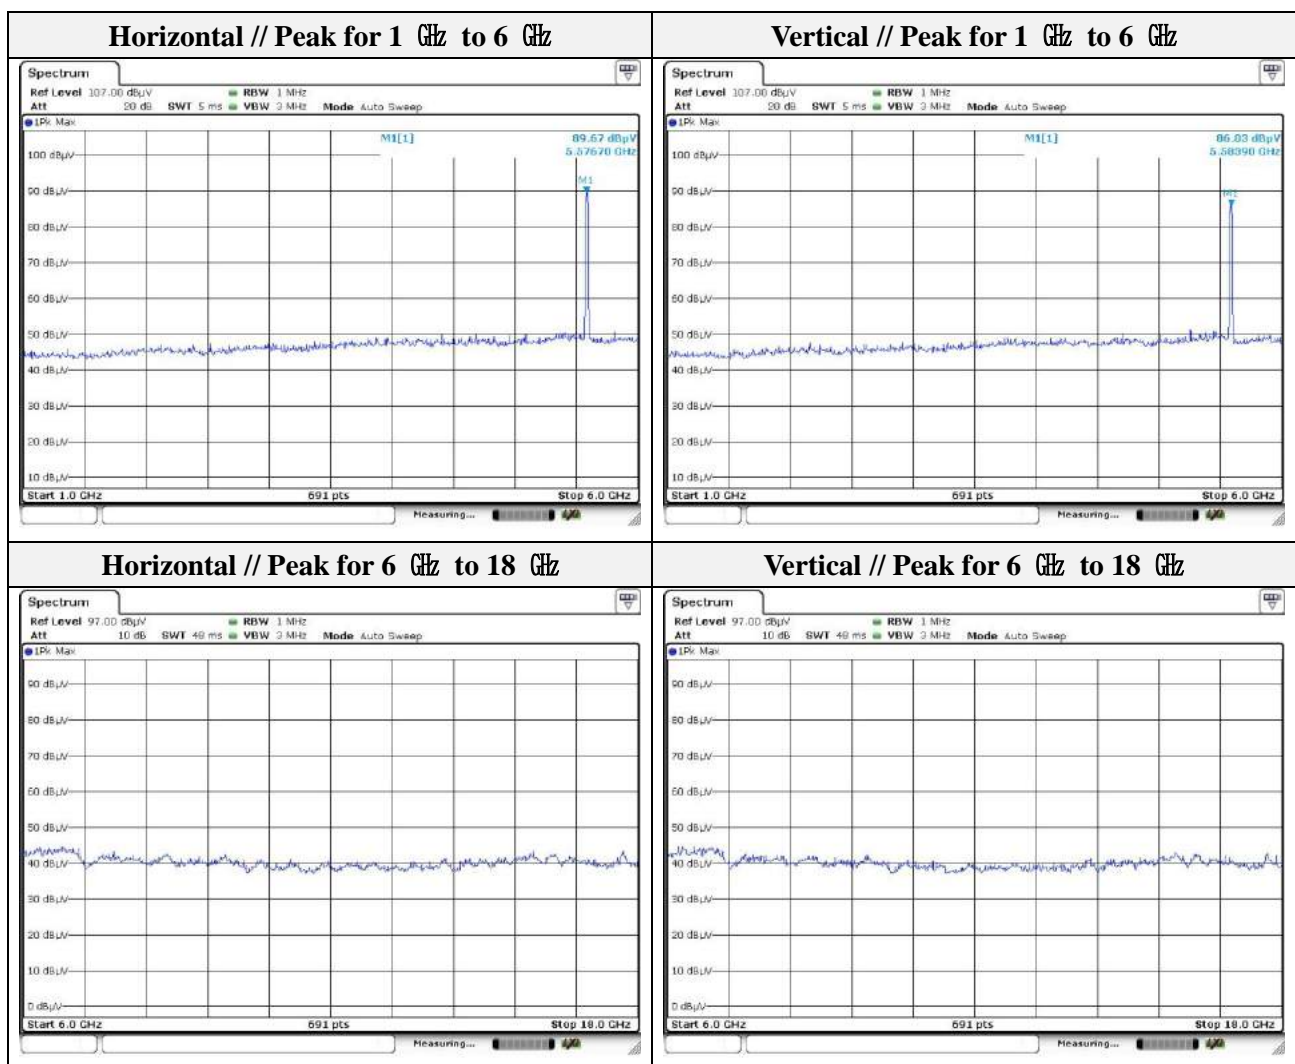 Horizontal // Peak for 1 ㎓ to 6 ㎓
Spectrum
Ref Level 107.00 dBµV RBW 1 MHz
Att 20 dB SWT 5 ms VBW 3 MHz Mode Auto Sweep
1Pk Max
M1[1] 89.67 dBµV
5.57670 GHz
M1
100 dBµV
90 dBµV
80 dBµV
70 dBµV
60 dBµV
50 dBµV
40 dBµV
30 dBµV
20 dBµV
10 dBµV
Start 1.0 GHz 691 pts Stop 6.0 GHz
Measuring...
Vertical // Peak for 1 ㎓ to 6 ㎓
Spectrum
Ref Level 107.00 dBµV RBW 1 MHz
Att 20 dB SWT 5 ms VBW 3 MHz Mode Auto Sweep
1Pk Max
M1[1] 86.03 dBµV
5.58390 GHz
M1
100 dBµV
90 dBµV
80 dBµV
70 dBµV
60 dBµV
50 dBµV
40 dBµV
30 dBµV
20 dBµV
10 dBµV
Start 1.0 GHz 691 pts Stop 6.0 GHz
Measuring...
Horizontal // Peak for 6 ㎓ to 18 ㎓
Spectrum
Ref Level 97.00 dBµV RBW 1 MHz
Att 10 dB SWT 48 ms VBW 3 MHz Mode Auto Sweep
1Pk Max
90 dBµV
80 dBµV
70 dBµV
60 dBµV
50 dBµV
40 dBµV
30 dBµV
20 dBµV
10 dBµV
0 dBµV
Start 6.0 GHz 691 pts Stop 18.0 GHz
Measuring...
Vertical // Peak for 6 ㎓ to 18 ㎓
Spectrum
Ref Level 97.00 dBµV RBW 1 MHz
Att 10 dB SWT 48 ms VBW 3 MHz Mode Auto Sweep
1Pk Max
90 dBµV
80 dBµV
70 dBµV
60 dBµV
50 dBµV
40 dBµV
30 dBµV
20 dBµV
10 dBµV
0 dBµV
Start 6.0 GHz 691 pts Stop 18.0 GHz
Measuring...